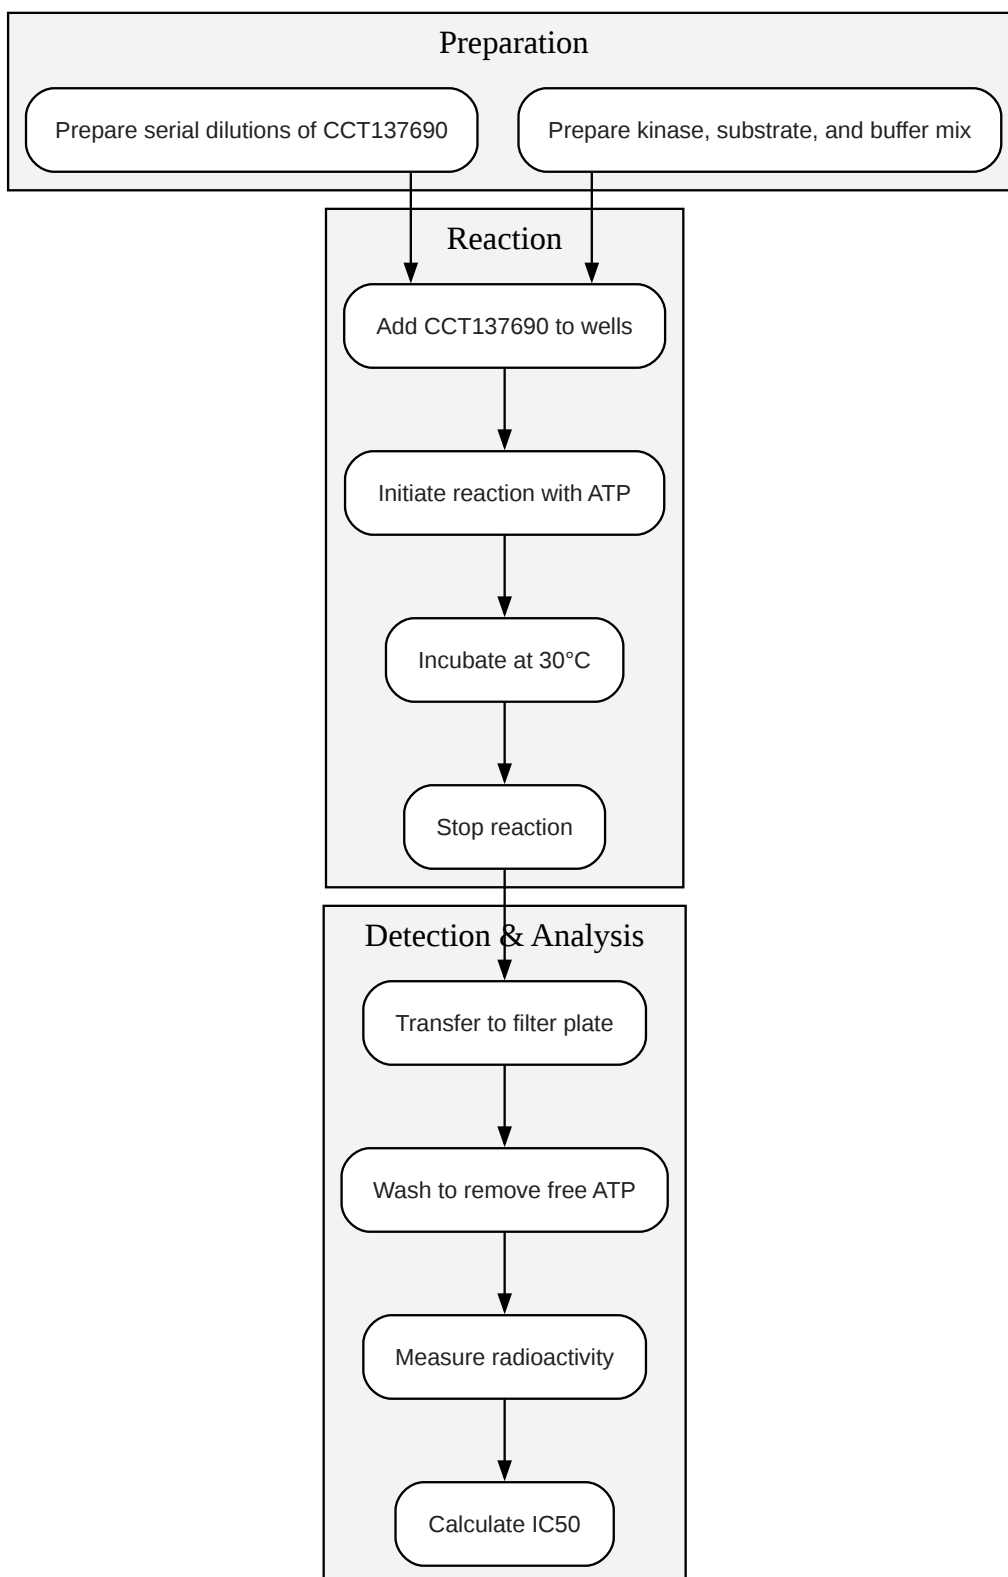 Preparation
Prepare serial dilutions of CCT137690
Prepare kinase, substrate, and buffer mix
Reaction
Add CCT137690 to wells
Initiate reaction with ATP
Incubate at 30°C
Stop reaction
Detection & Analysis
Transfer to filter plate
Wash to remove free ATP
Measure radioactivity
Calculate IC50